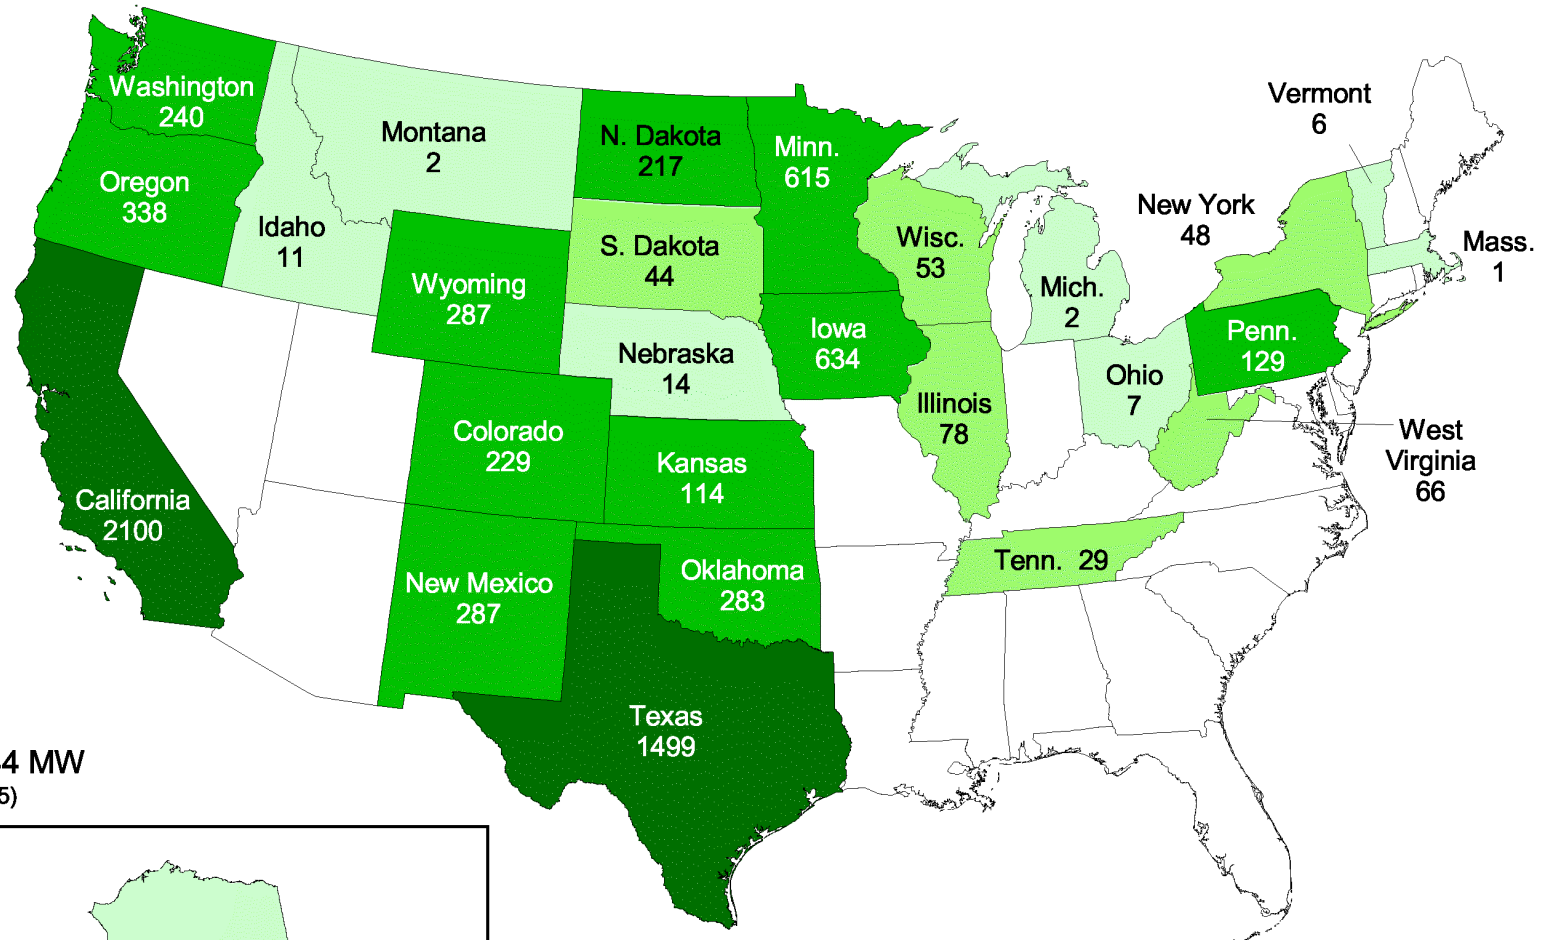 Washington
240
Oregon
338
California
2100
Idaho
11
Montana
2
Wyoming
287
Colorado
229
New Mexico
287
N. Dakota
217
S. Dakota
44
Nebraska
14
Kansas
114
Oklahoma
283
Texas
1499
Minn.
615
Iowa
634
Wisc.
53
Illinois
78
Mich.
2
Ohio
7
Tenn. 29
West
Virginia
66
Penn.
129
New York
48
Vermont
6
Mass.
1
4 MW
5)